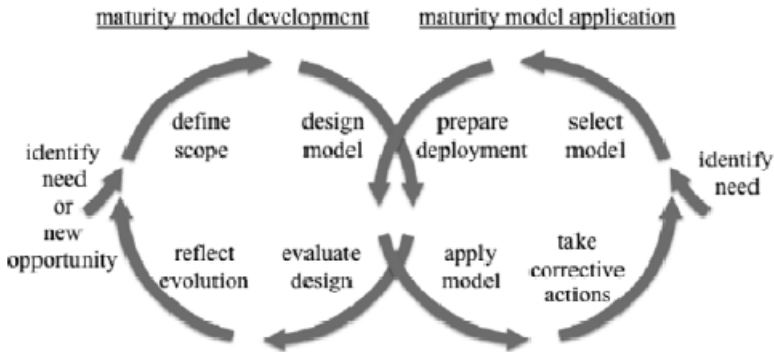 maturity model development
maturity model application
define
scope
design
model
prepare
deployment
select
model
identify
need
or
new
opportunity
identify
need
reflect
evolution
evaluate
design
apply
model
take
corrective
actions